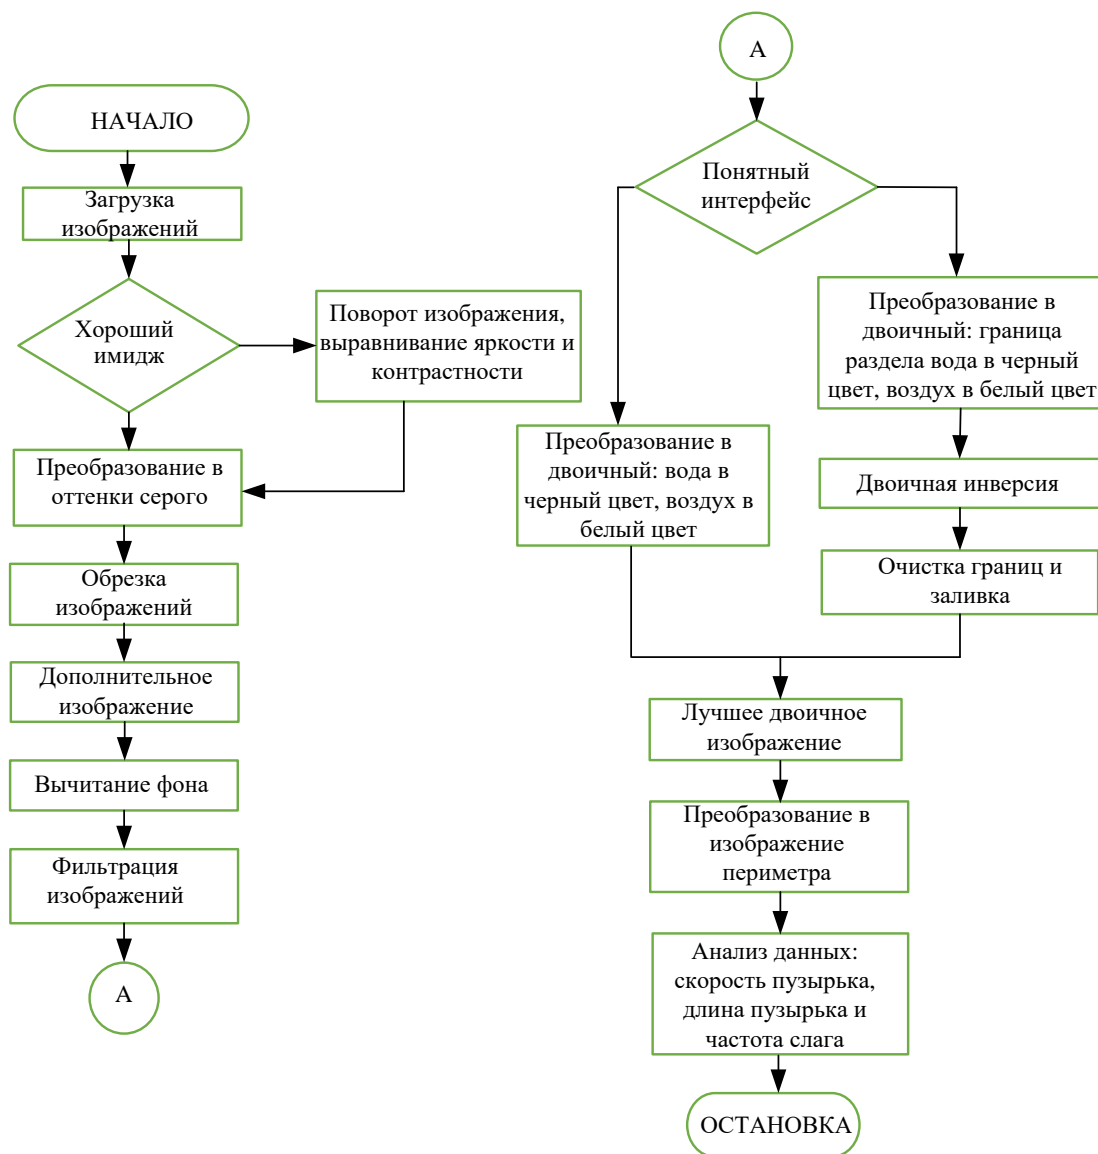 НАЧАЛО
Загрузка
изображений
Хороший
имидж
Поворот изображения,
выравнивание яркости и
контрастности
Преобразование в
оттенки серого
Обрезка
изображений
Дополнительное
изображение
Вычитание фона
Фильтрация
изображений
А
А
Понятный
интерфейс
Преобразование в
двоичный: вода в
черный цвет, воздух в
белый цвет
Преобразование в
двоичный: граница
раздела вода в черный
цвет, воздух в белый цвет
Двоичная инверсия
Очистка границ и
заливка
Лучшее двоичное
изображение
Преобразование в
изображение
периметра
Анализ данных:
скорость пузырька,
длина пузырька и
частота слага
ОСТАНОВКА